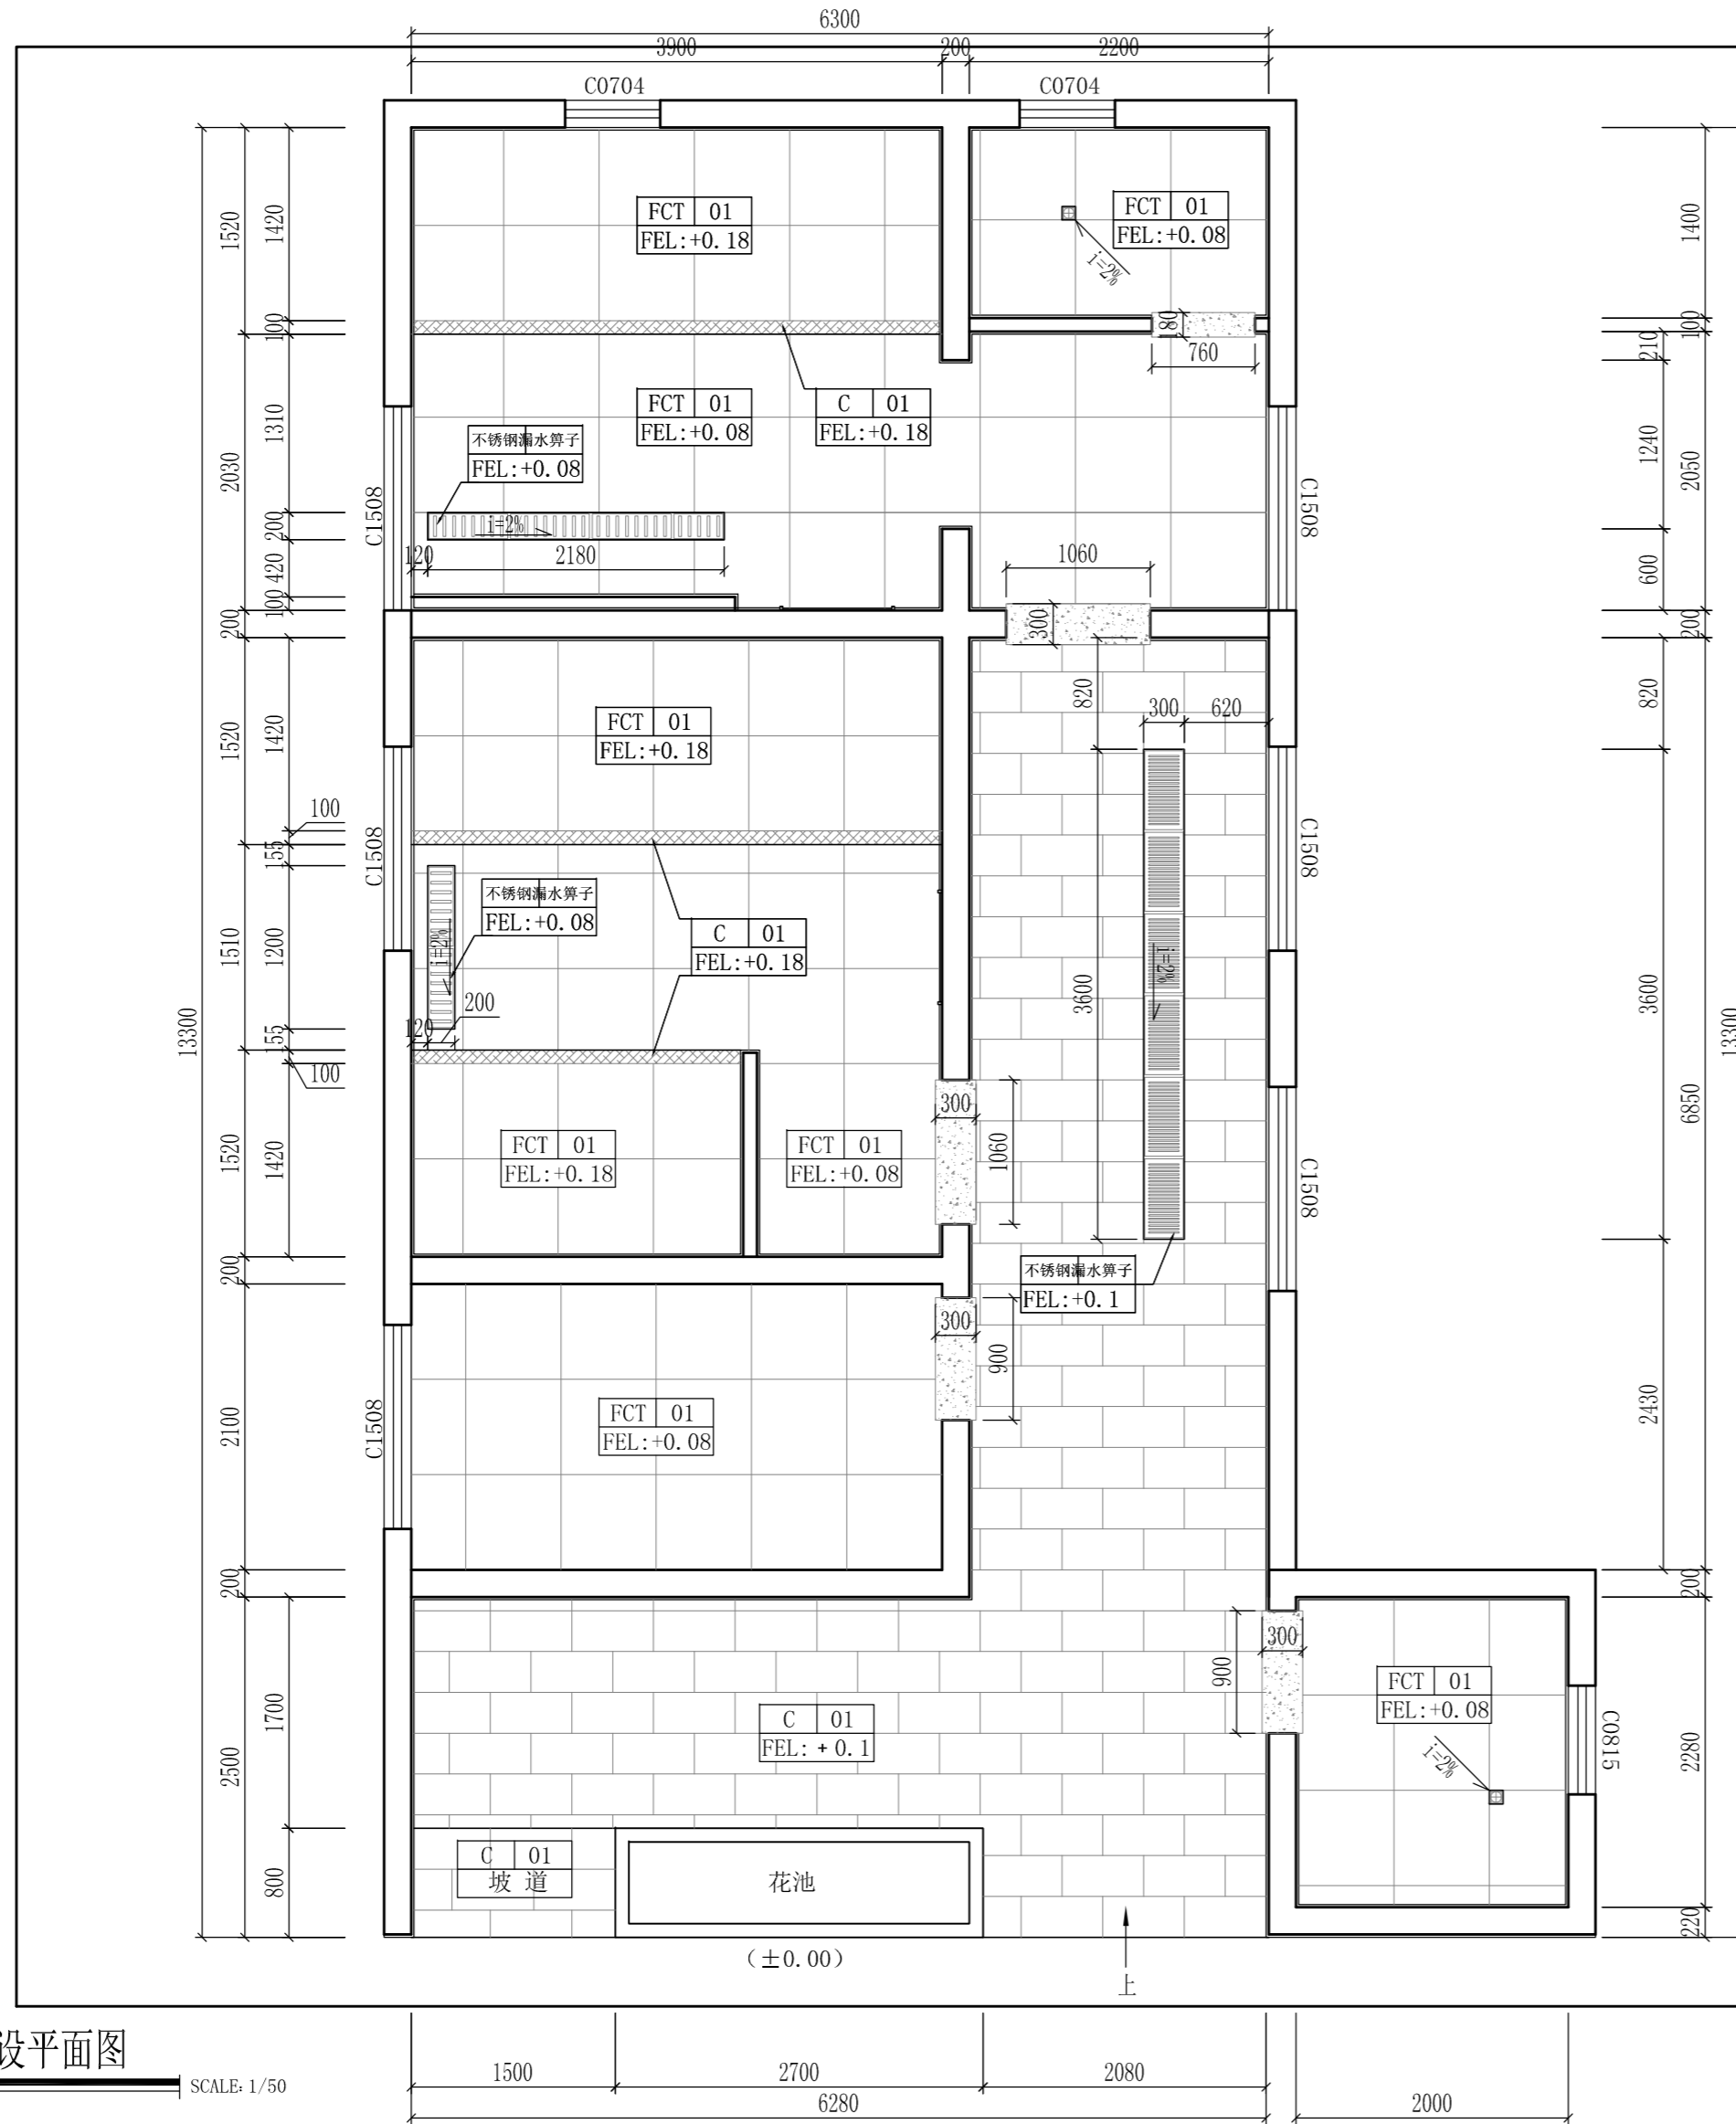 6300
3900
200
2200
C0704
C0704
FCT 01
FEL:+0.18
FCT 01
FEL:+0.08
i=2%
180
760
FCT 01
FEL:+0.08
C 01
FEL:+0.18
不锈钢漏水箅子
FEL:+0.08
i=2%
120
2180
1060
300
C1508
C1508
FCT 01
FEL:+0.18
820
300
620
C1508
C1508
不锈钢漏水箅子
FEL:+0.08
i=2%
120
200
C 01
FEL:+0.18
i=2%
3600
FCT 01
FEL:+0.18
FCT 01
FEL:+0.08
300
1060
C1508
不锈钢漏水箅子
FEL:+0.1
300
900
FCT 01
FEL:+0.08
C1508
300
900
FCT 01
FEL:+0.08
i=2%
C0815
C 01
FEL:+0.1
C 01
坡 道
花池
(±0.00)
上
13300
1520
100
2030
200
1520
1510
1520
200
2100
200
2500
1420
1310
200
420
100
1420
100
155
1200
155
100
1420
1700
800
210
1240
600
820
3600
2430
1400
100
2050
200
6850
200
2280
220
13300
设平面图
SCALE: 1/50
1500
2700
2080
6280
2000